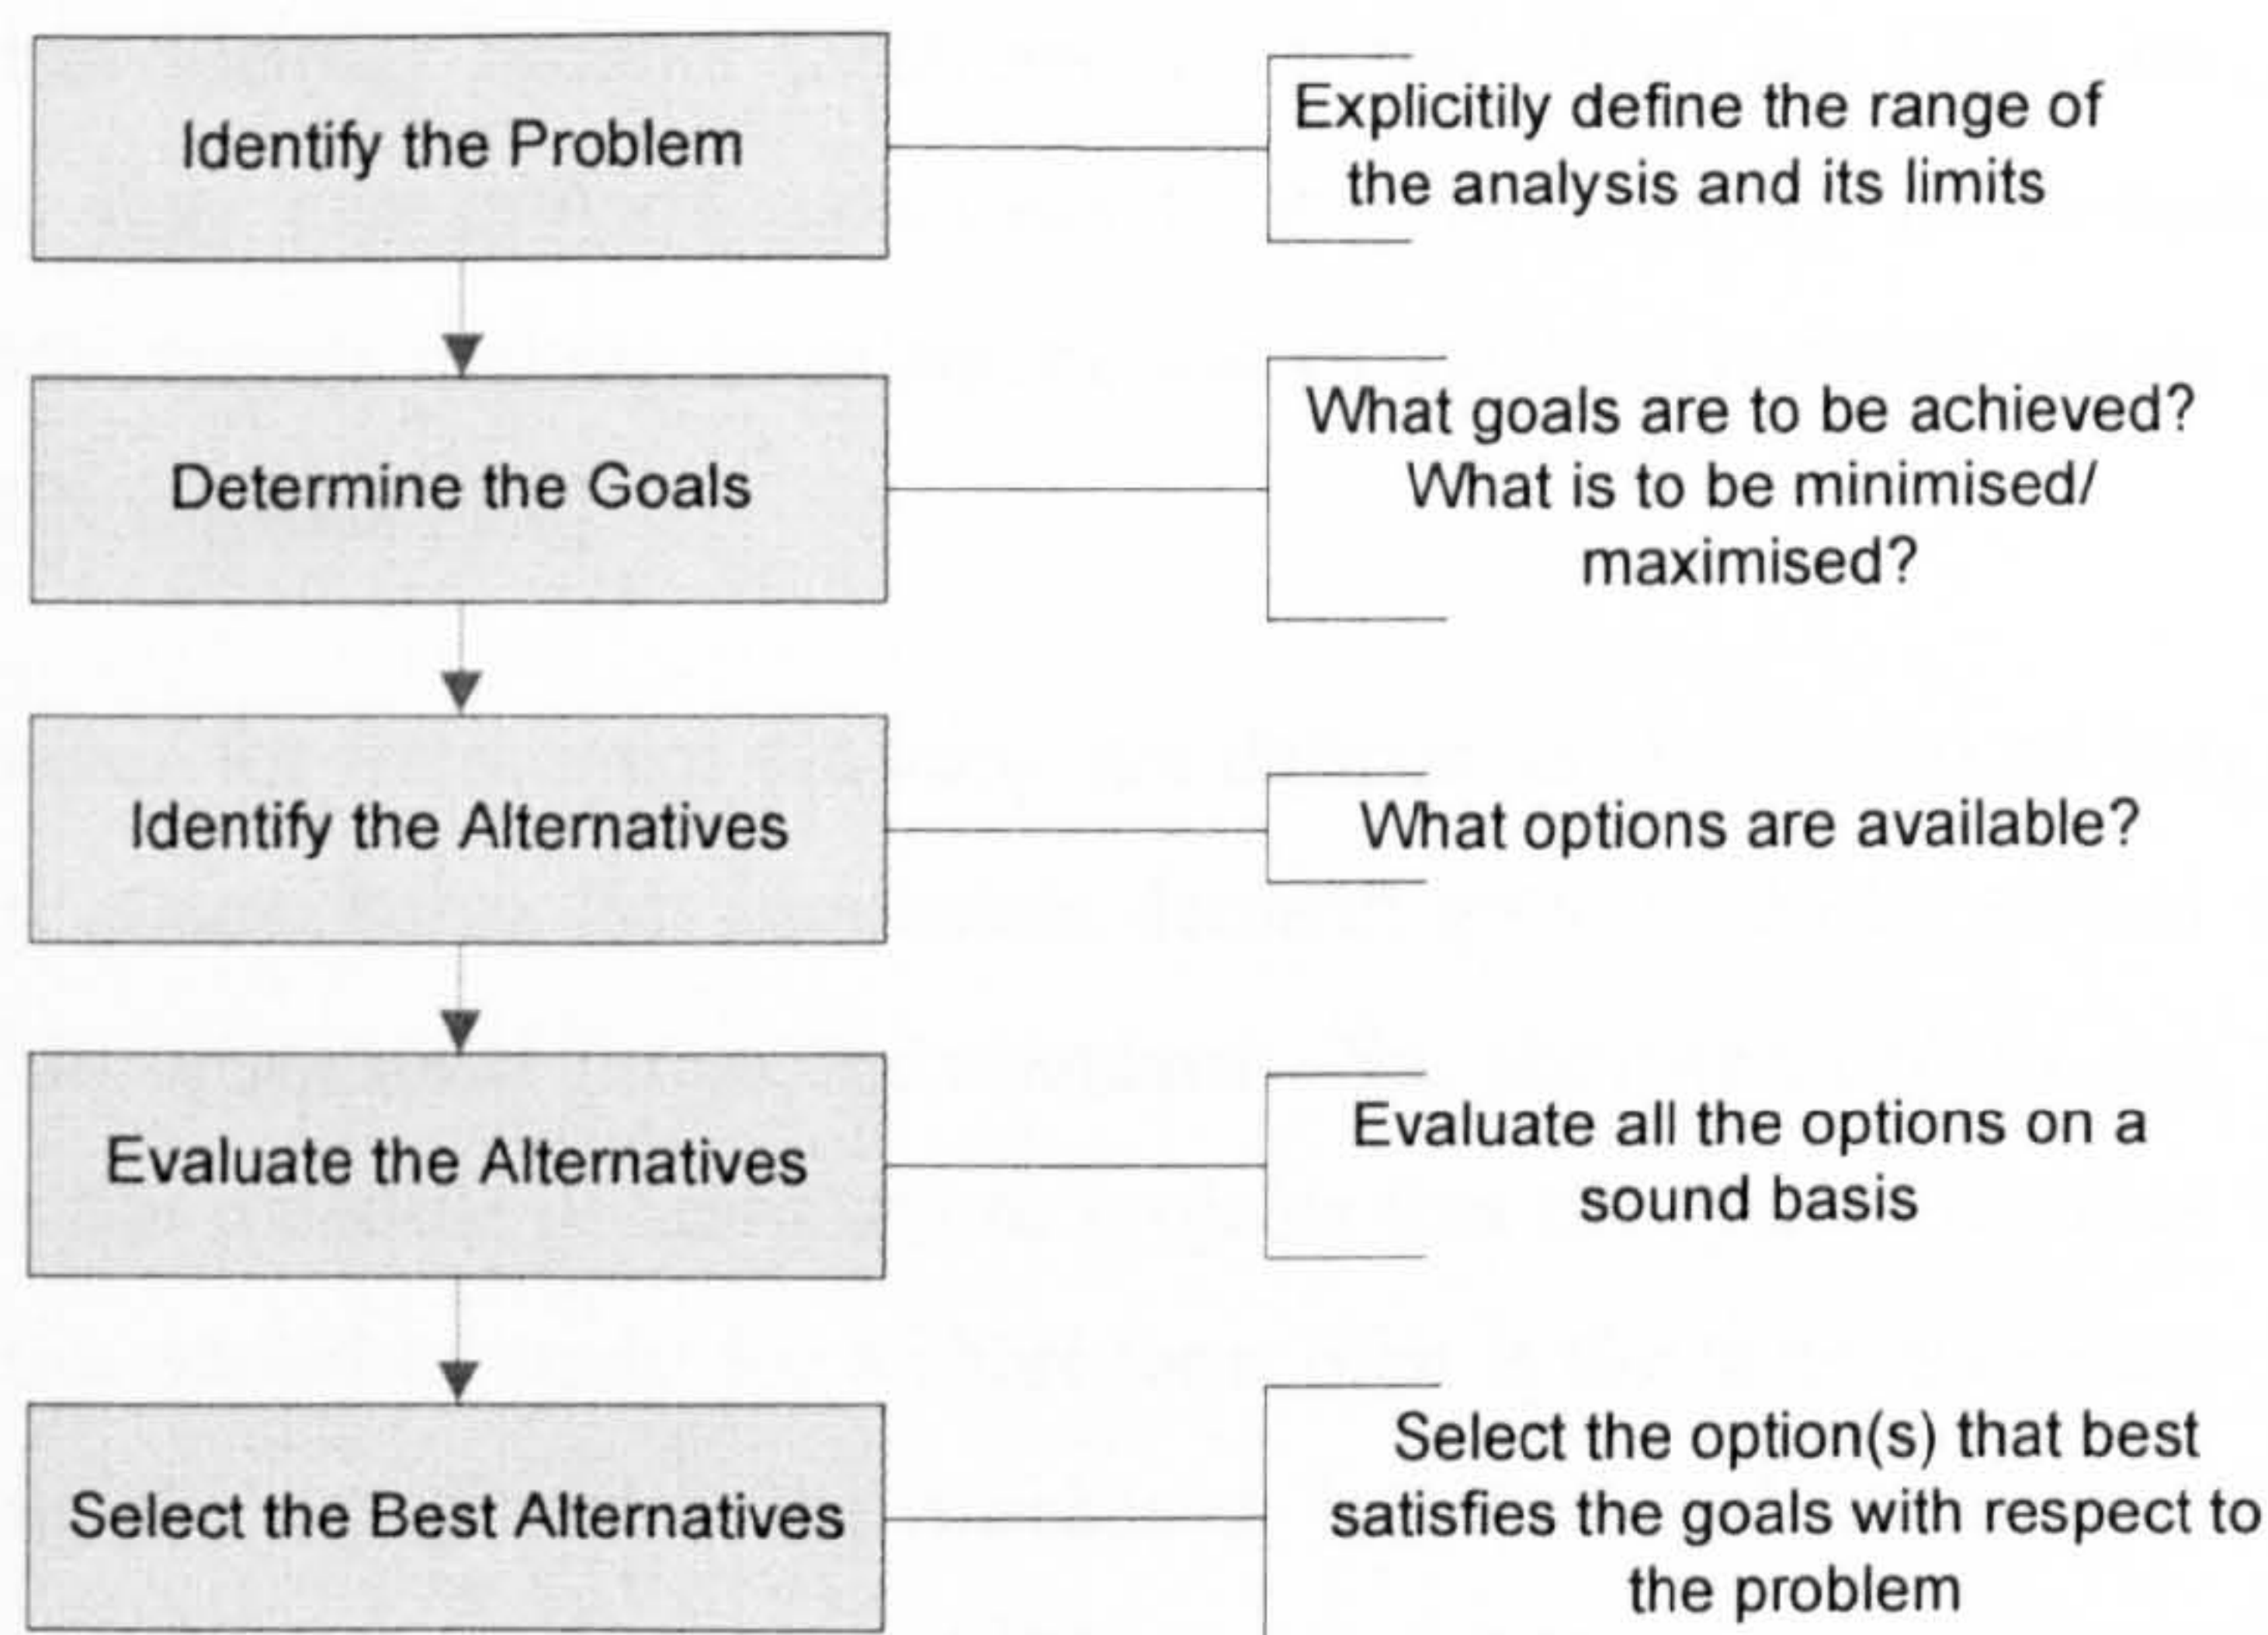 Identify the Problem
Explicitily define the range of
the analysis and its limits
Determine the Goals
What goals are to be achieved?
What is to be minimised/
maximised?
Identify the Alternatives
What options are available?
Evaluate the Alternatives
Evaluate all the options on a
sound basis
Select the Best Alternatives
Select the option(s) that best
satisfies the goals with respect to
the problem